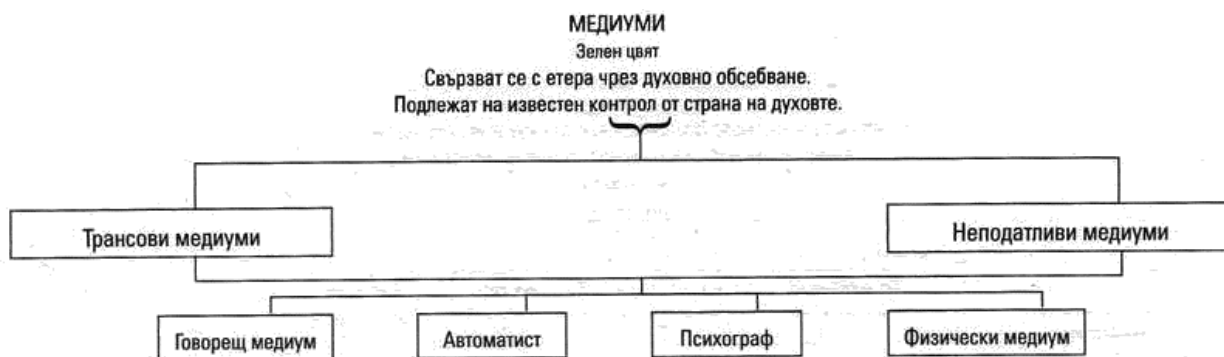 МЕДИУМИ
Зелен цвят
Свързват се с етера чрез духовно обсебване.
Подлежат на известен контрол от страна на духовте.
Трансови медиуми
Неподатливи медиуми
Говорещ медиум
Автоматист
Психограф
Физически медиум